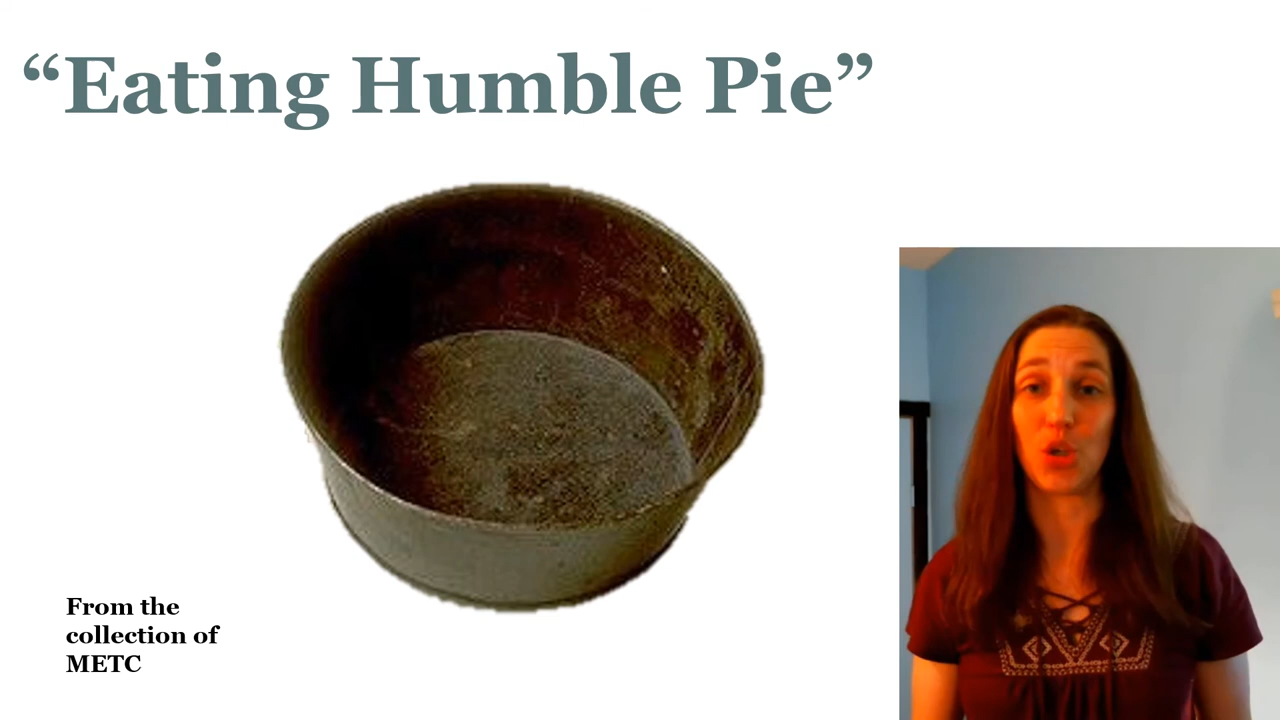 “Eating Humble Pie”
From the
collection of
METC